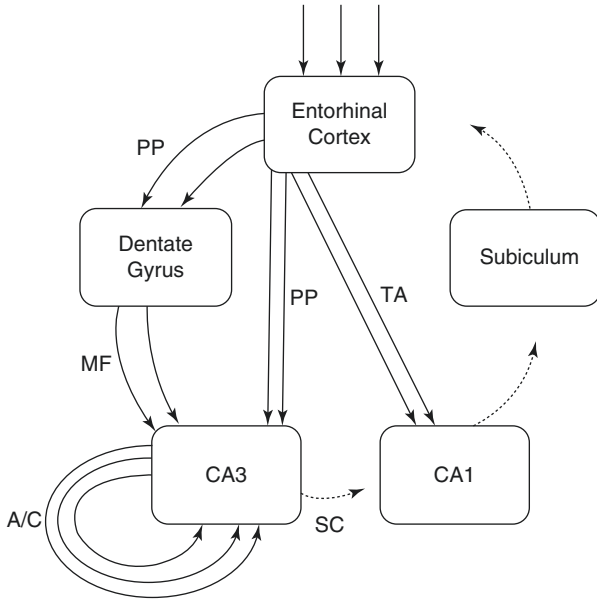 Entorhinal
Cortex
PP
Dentate
Gyrus
Subiculum
PP
TA
MF
CA3
CA1
A/C
SC